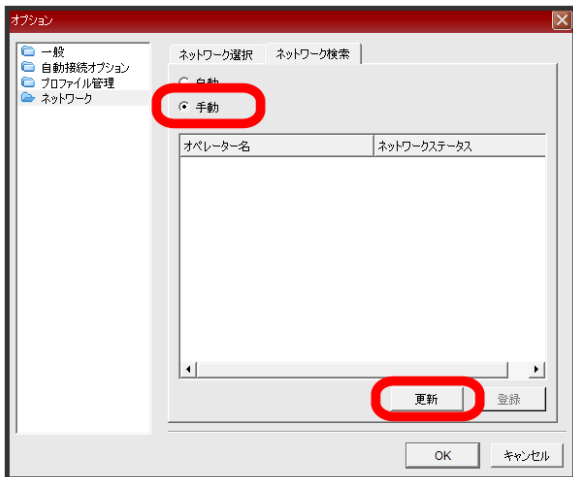 オプション
一般
自動接続オプション
プロファイル管理
ネットワーク
ネットワーク選択 ネットワーク検索
自動
手動
オペレーター名 ネットワークステータス
更新 登録
OK キャンセル